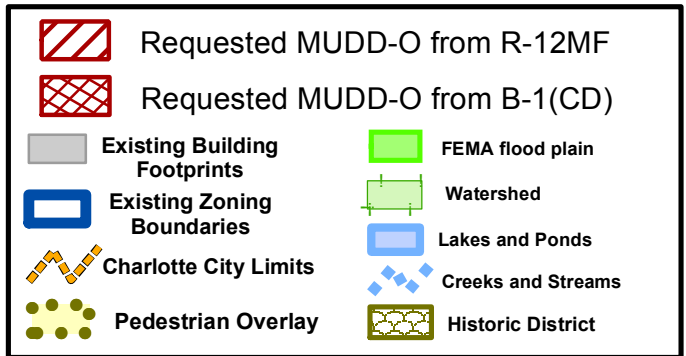 Requested MUDD-O from R-12MF
Requested MUDD-O from B-1(CD)
Existing Building
Footprints
Existing Zoning
Boundaries
Charlotte City Limits
Pedestrian Overlay
FEMA flood plain
Watershed
Lakes and Ponds
Creeks and Streams
Historic District